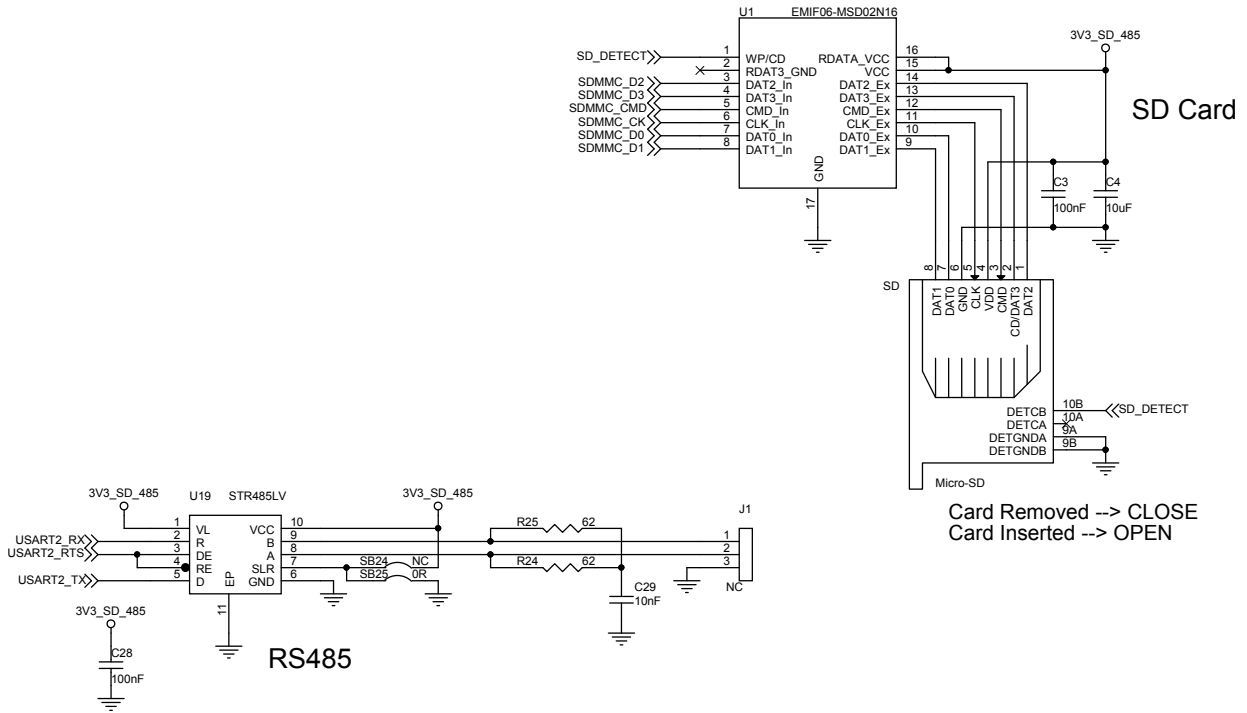 U1 EMIF06-MSD02N16
3V3_SD_485
SD_DETECT 1 WP/CD RDATA_VCC 16
2 RDAT3_GND VCC 15
SDMMC_D2 3 DAT2_In DAT2_Ex 14
SDMMC_D3 4 DAT3_In DAT3_Ex 13
SDMMC_CMD 5 CMD_In CMD_Ex 12
SDMMC_CK 6 CLK_In CLK_Ex 11
SDMMC_D0 7 DAT0_In DAT0_Ex 10
SDMMC_D1 8 DAT1_In DAT1_Ex 9
GND
17
SD Card
C3
100nF
C4
10uF
SD
8 7 6 5 4 3 2 1
DAT1 DAT0 GND CLK VDD CMD CD/DAT3 DAT2
DETCB 10B SD_DETECT
DETCA 10A
DETGNDA 9A
DETGNDB 9B
Micro-SD
Card Removed --> CLOSE
Card Inserted --> OPEN
3V3_SD_485
U19 STR485LV
3V3_SD_485
1 VL VCC 10
USART2_RX 2 R B 9
USART2_RTS 3 DE A 8
4 RE SLR 7
USART2_TX 5 D GND 6
EP
11
SB24 NC
SB25 0R
R25 62
R24 62
C29
10nF
J1
1
2
3
NC
3V3_SD_485
C28
100nF
RS485